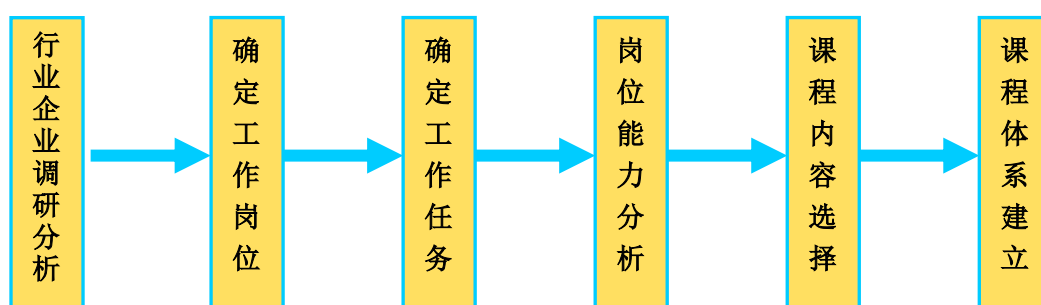 行业企业调研分析
确定工作岗位
确定工作任务
岗位能力分析
课程内容选择
课程体系建立